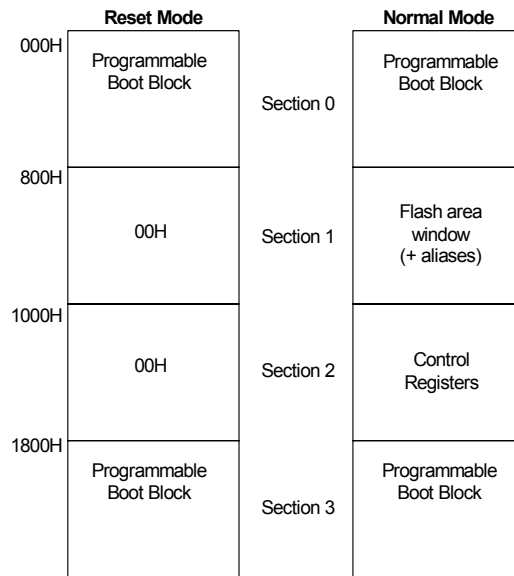 Reset Mode
Normal Mode
000H
Programmable
Boot Block
Section 0
Programmable
Boot Block
800H
00H
Section 1
Flash area
window
(+ aliases)
1000H
00H
Section 2
Control
Registers
1800H
Programmable
Boot Block
Section 3
Programmable
Boot Block